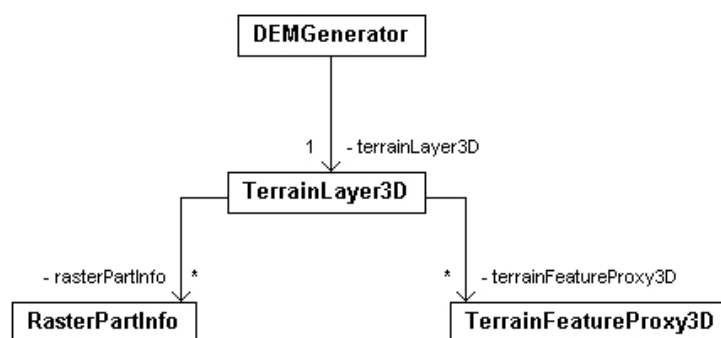 DEMGenerator
1 - terrainLayer3D
TerrainLayer3D
- rasterPartInfo * * - terrainFeatureProxy3D
RasterPartInfo TerrainFeatureProxy3D